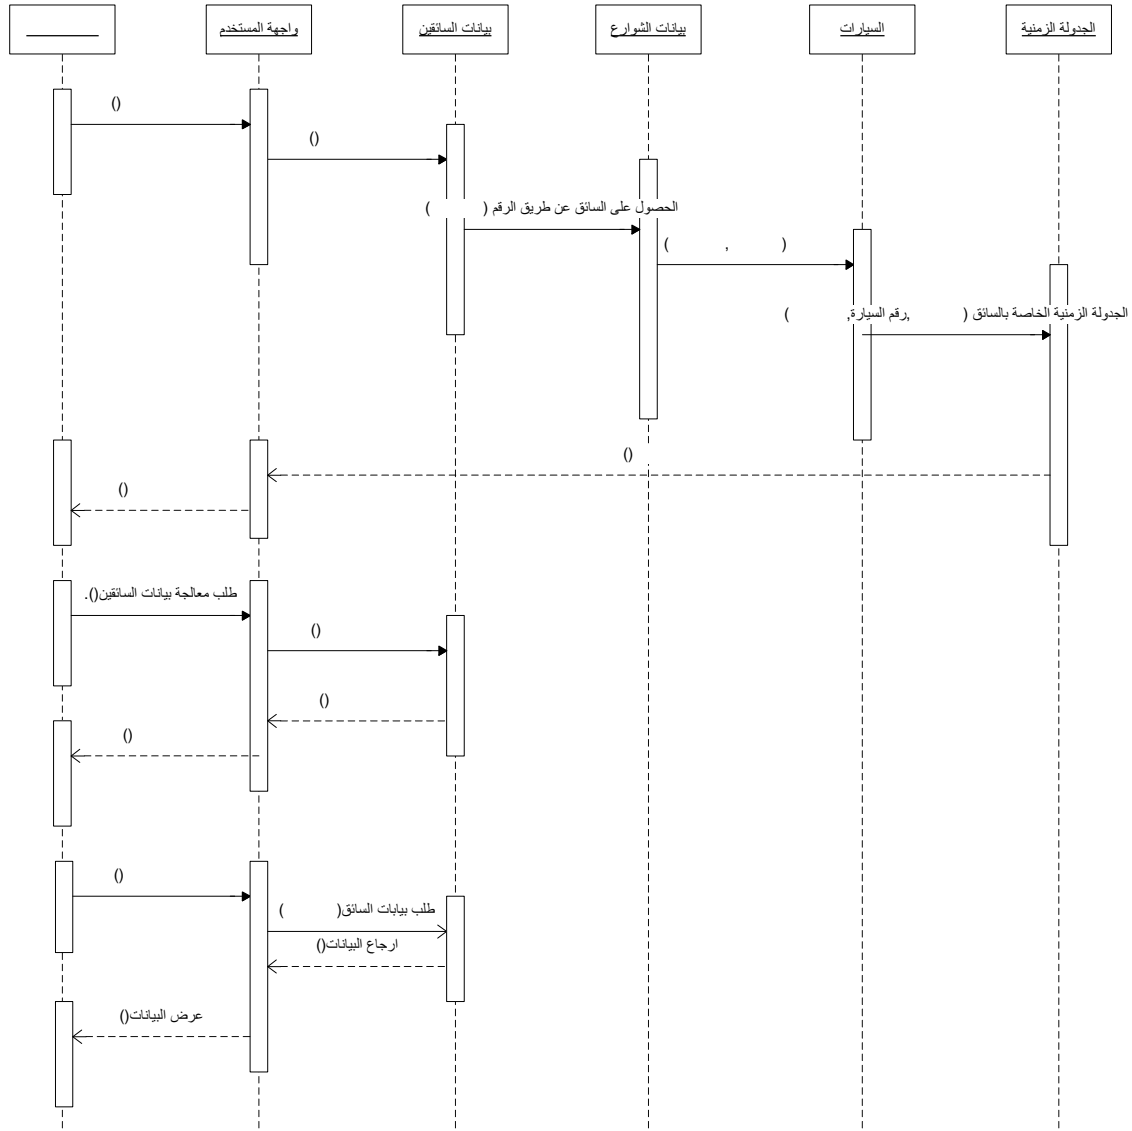 واجهة المستخدم
بيانات السائقين
بيانات الشوارع
السيارات
الجدولة الزمنية
()
()
الحصول على السائق عن طريق الرقم ( )
( , )
الجدولة الزمنية الخاصة بالسائق ( ,رقم السيارة, )
()
()
طلب معالجة بيانات السائقين().
()
()
()
()
طلب بيابات السائق( )
ارجاع البيانات()
عرض البيانات()